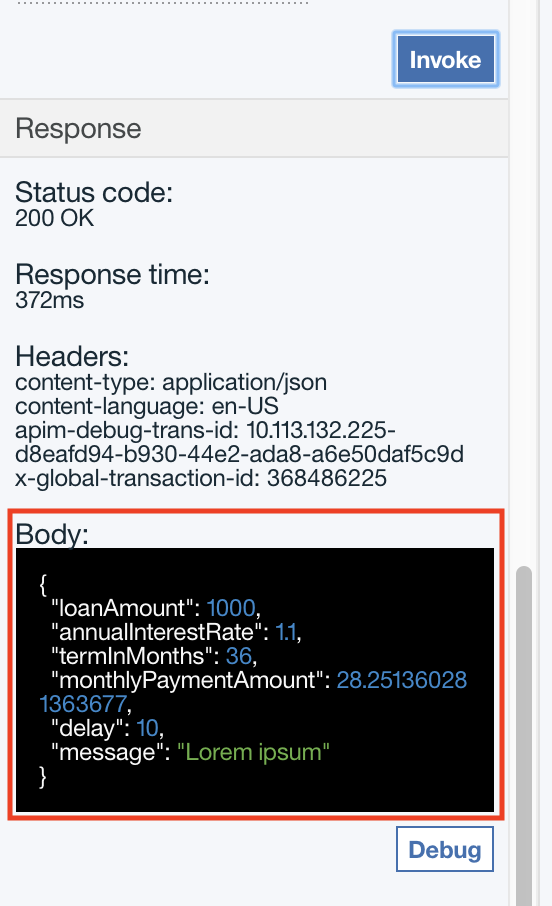 Invoke
Response
Status code:
200 OK
Response time:
372ms
Headers:
content-type: application/json
content-language: en-US
apim-debug-trans-id: 10.113.132.225-
d8eafd94-b930-44e2-ada8-a6e50daf5c9d
x-global-transaction-id: 368486225
Body:
{
"loanAmount": 1000,
"annualInterestRate": 1.1,
"termInMonths": 36,
"monthlyPaymentAmount": 28.25136028
1363677,
"delay": 10,
"message": "Lorem ipsum"
}
Debug